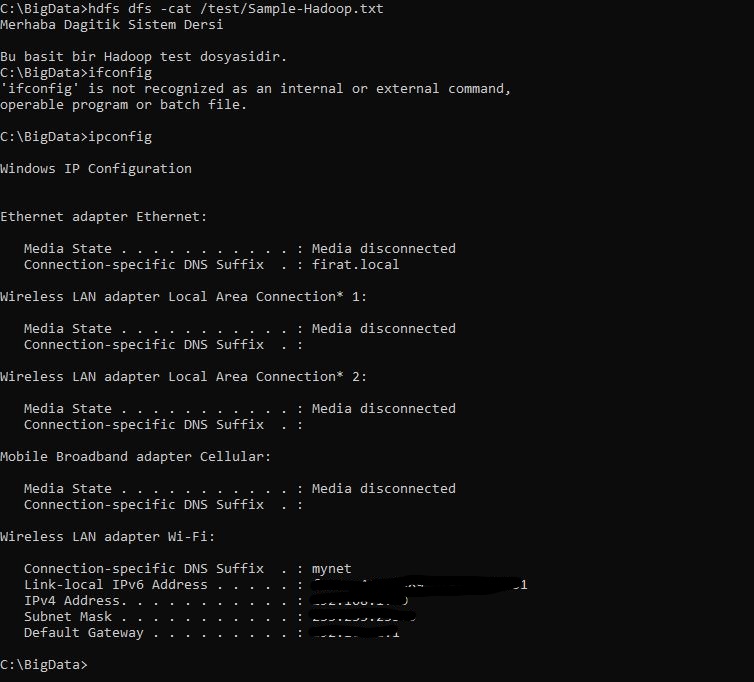 C:\BigData>hdfs dfs -cat /test/Sample-Hadoop.txt
Merhaba Dagitik Sistem Dersi
Bu basit bir Hadoop test dosyasidir.
C:\BigData>ifconfig
'ifconfig' is not recognized as an internal or external command,
operable program or batch file.
C:\BigData>ipconfig
Windows IP Configuration
Ethernet adapter Ethernet:
Media State . . . . . . . . . . . : Media disconnected
Connection-specific DNS Suffix  . : firat.local
Wireless LAN adapter Local Area Connection* 1:
Media State . . . . . . . . . . . : Media disconnected
Connection-specific DNS Suffix  . :
Wireless LAN adapter Local Area Connection* 2:
Media State . . . . . . . . . . . : Media disconnected
Connection-specific DNS Suffix  . :
Mobile Broadband adapter Cellular:
Media State . . . . . . . . . . . : Media disconnected
Connection-specific DNS Suffix  . :
Wireless LAN adapter Wi-Fi:
Connection-specific DNS Suffix  . : mynet
Link-local IPv6 Address . . . . . :
IPv4 Address. . . . . . . . . . . :
Subnet Mask . . . . . . . . . . . :
Default Gateway . . . . . . . . . :
C:\BigData>